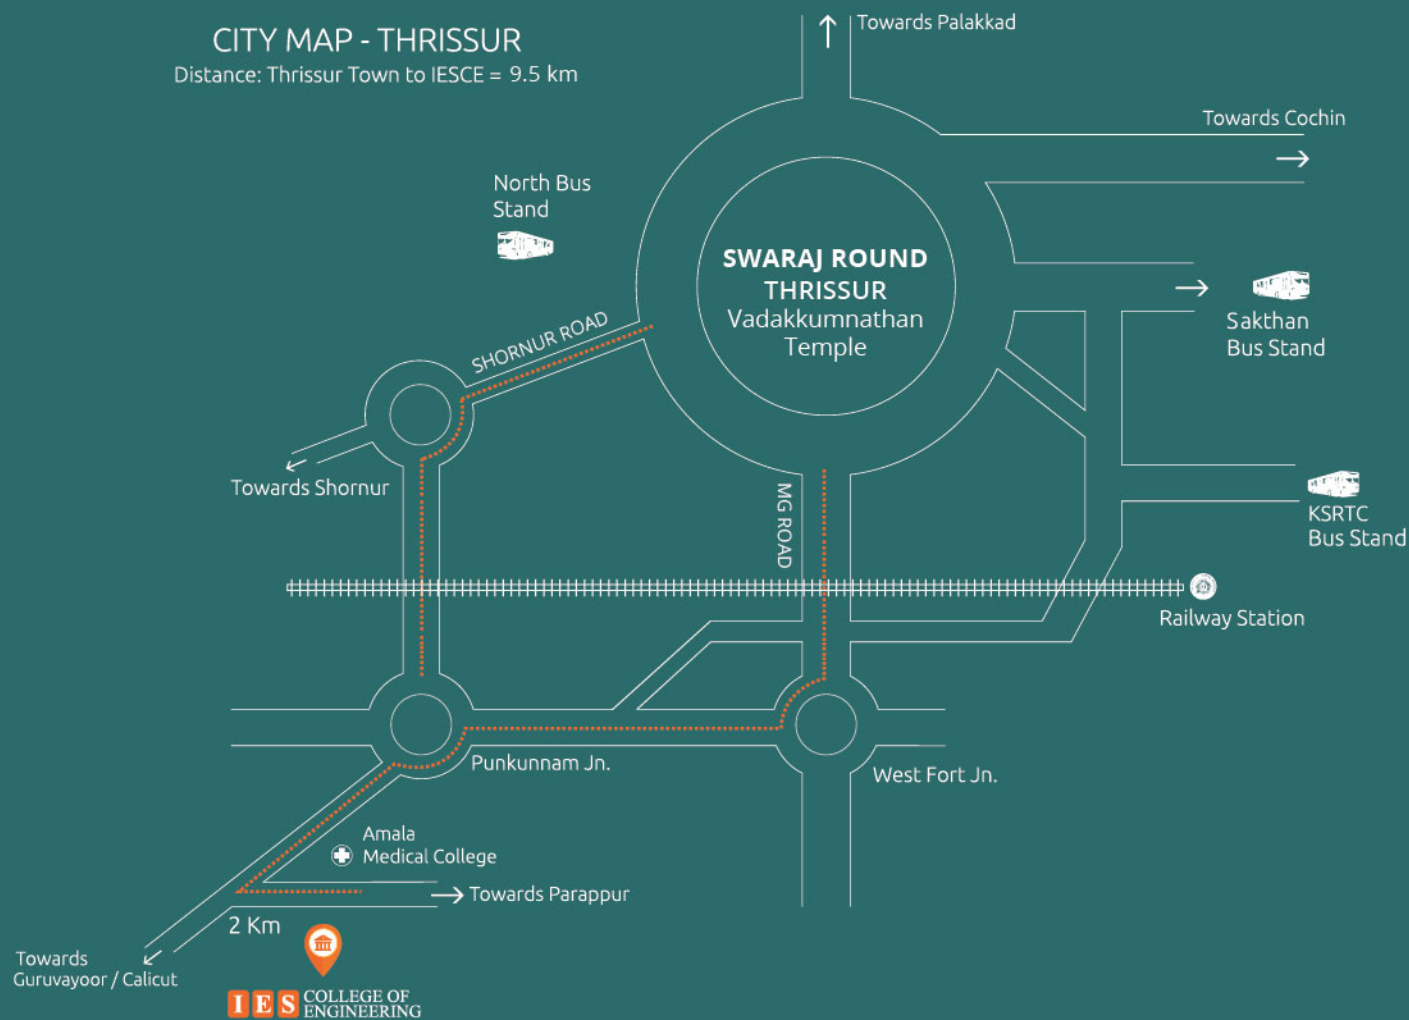 CITY MAP - THRISSUR
Distance: Thrissur Town to IESCE = 9.5 km
Towards Palakkad
Towards Cochin
North Bus
Stand
SWARAJ ROUND
THRISSUR
Vadakkumnathan
Temple
Sakthan
Bus Stand
SHORNUR ROAD
Towards Shornur
MG ROAD
KSRTC
Bus Stand
Railway Station
Punkunnam Jn.
West Fort Jn.
Amala
Medical College
Towards Parappur
2 Km
Towards
Guruvayoor / Calicut
IES COLLEGE OF
ENGINEERING